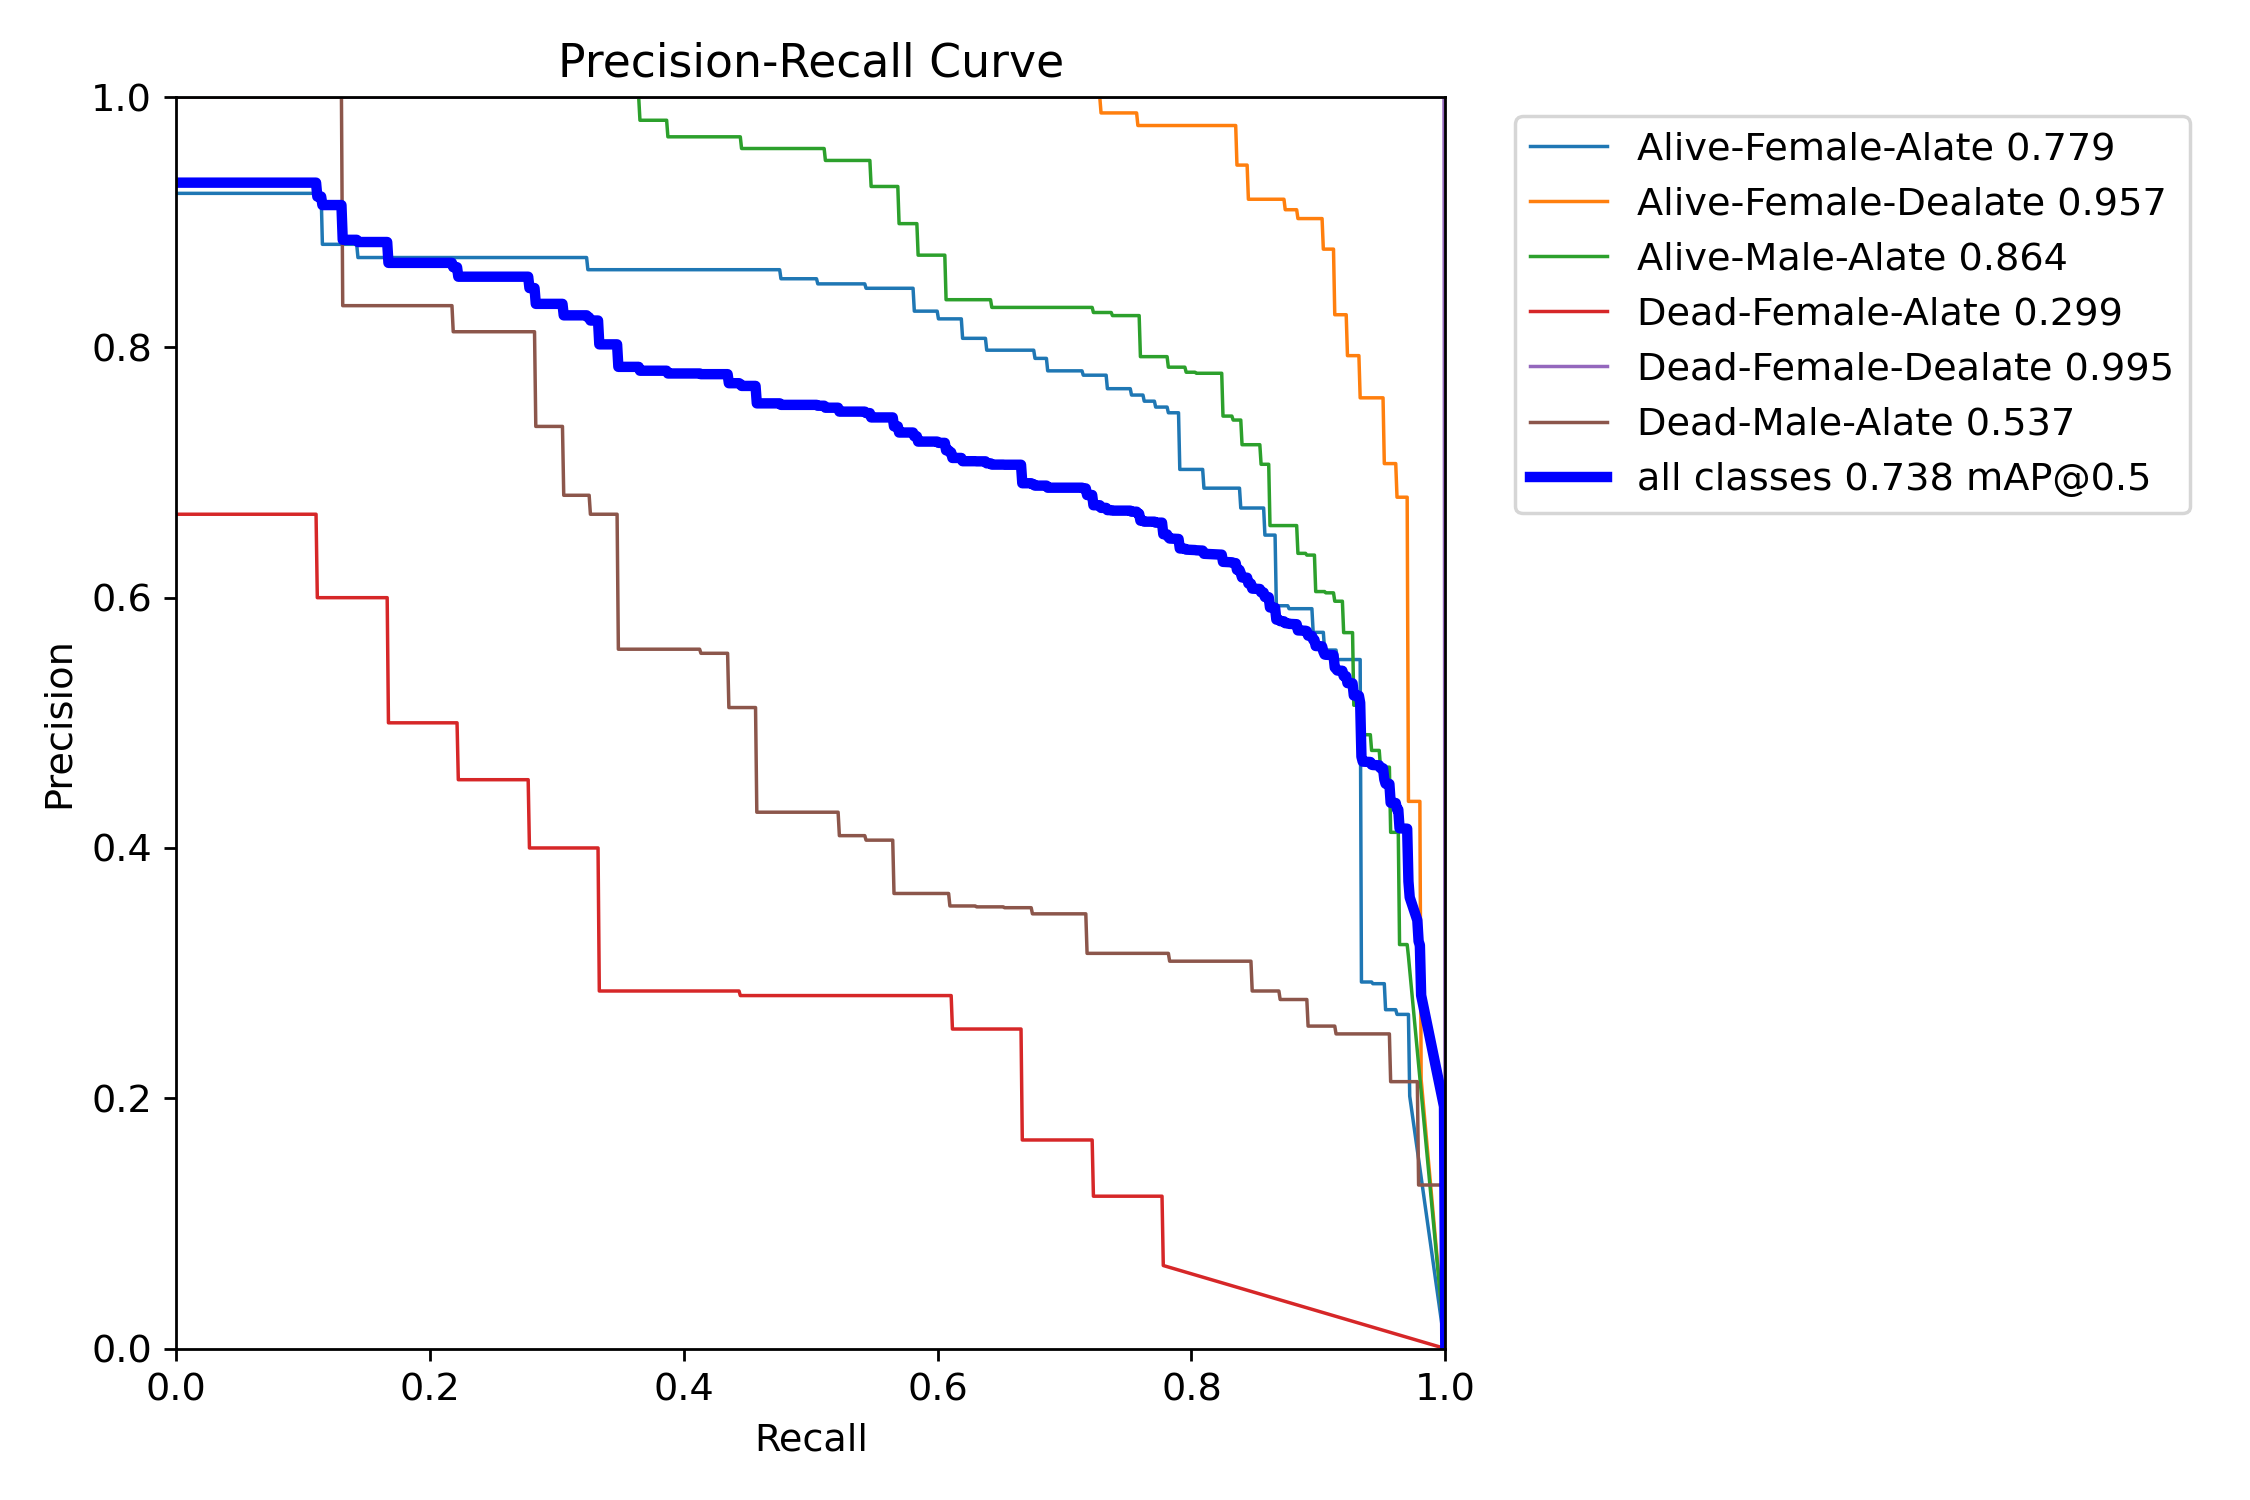 Precision-Recall Curve
1.0
0.8
0.6
0.4
0.2
0.0
Precision
0.0 0.2 0.4 0.6 0.8 1.0
Recall
Alive-Female-Alate 0.779
Alive-Female-Dealate 0.957
Alive-Male-Alate 0.864
Dead-Female-Alate 0.299
Dead-Female-Dealate 0.995
Dead-Male-Alate 0.537
all classes 0.738 mAP@0.5